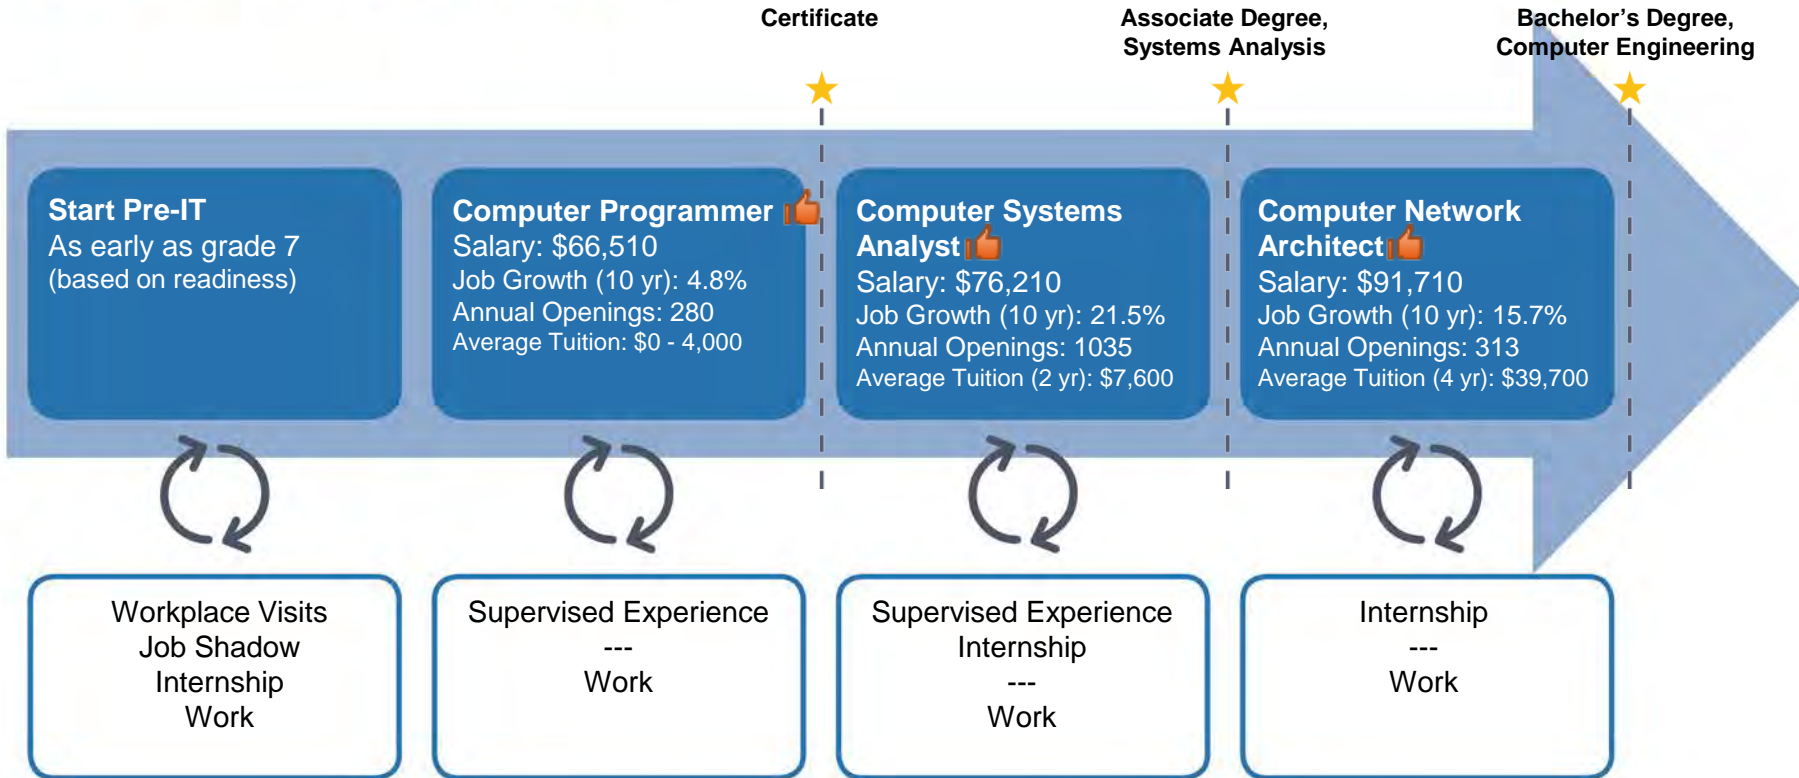 Certificate
Associate Degree,
Systems Analysis
Bachelor’s Degree,
Computer Engineering
Start Pre-IT
As early as grade 7
(based on readiness)
Computer Programmer
Salary: $66,510
Job Growth (10 yr): 4.8%
Annual Openings: 280
Average Tuition: $0 - 4,000
Computer Systems
Analyst
Salary: $76,210
Job Growth (10 yr): 21.5%
Annual Openings: 1035
Average Tuition (2 yr): $7,600
Computer Network
Architect
Salary: $91,710
Job Growth (10 yr): 15.7%
Annual Openings: 313
Average Tuition (4 yr): $39,700
Workplace Visits
Job Shadow
Internship
Work
Supervised Experience
---
Work
Supervised Experience
Internship
---
Work
Internship
---
Work